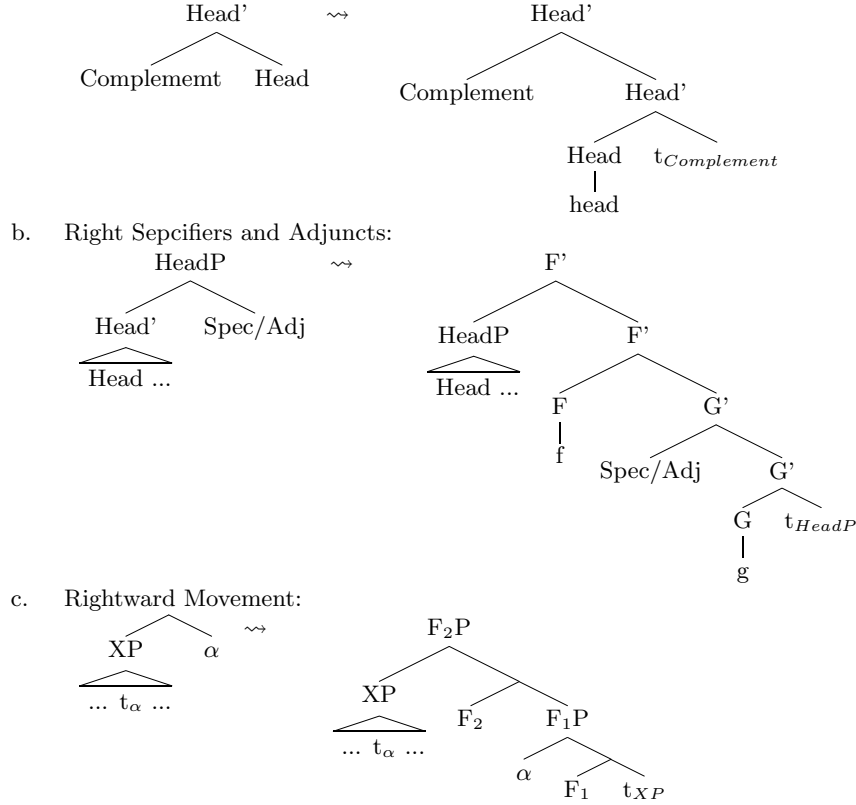 Head' ⇝ Head'
Complememt Head Complement Head'
Head t_Complement
head
b. Right Sepcifiers and Adjuncts:
HeadP ⇝ F'
Head' Spec/Adj HeadP F'
Head ... Head ... F G'
f Spec/Adj G'
G t_HeadP
g
c. Rightward Movement:
⇝ F₂P
XP α
XP
... t_α ... F₂ F₁P
... t_α ... α
F₁ t_XP